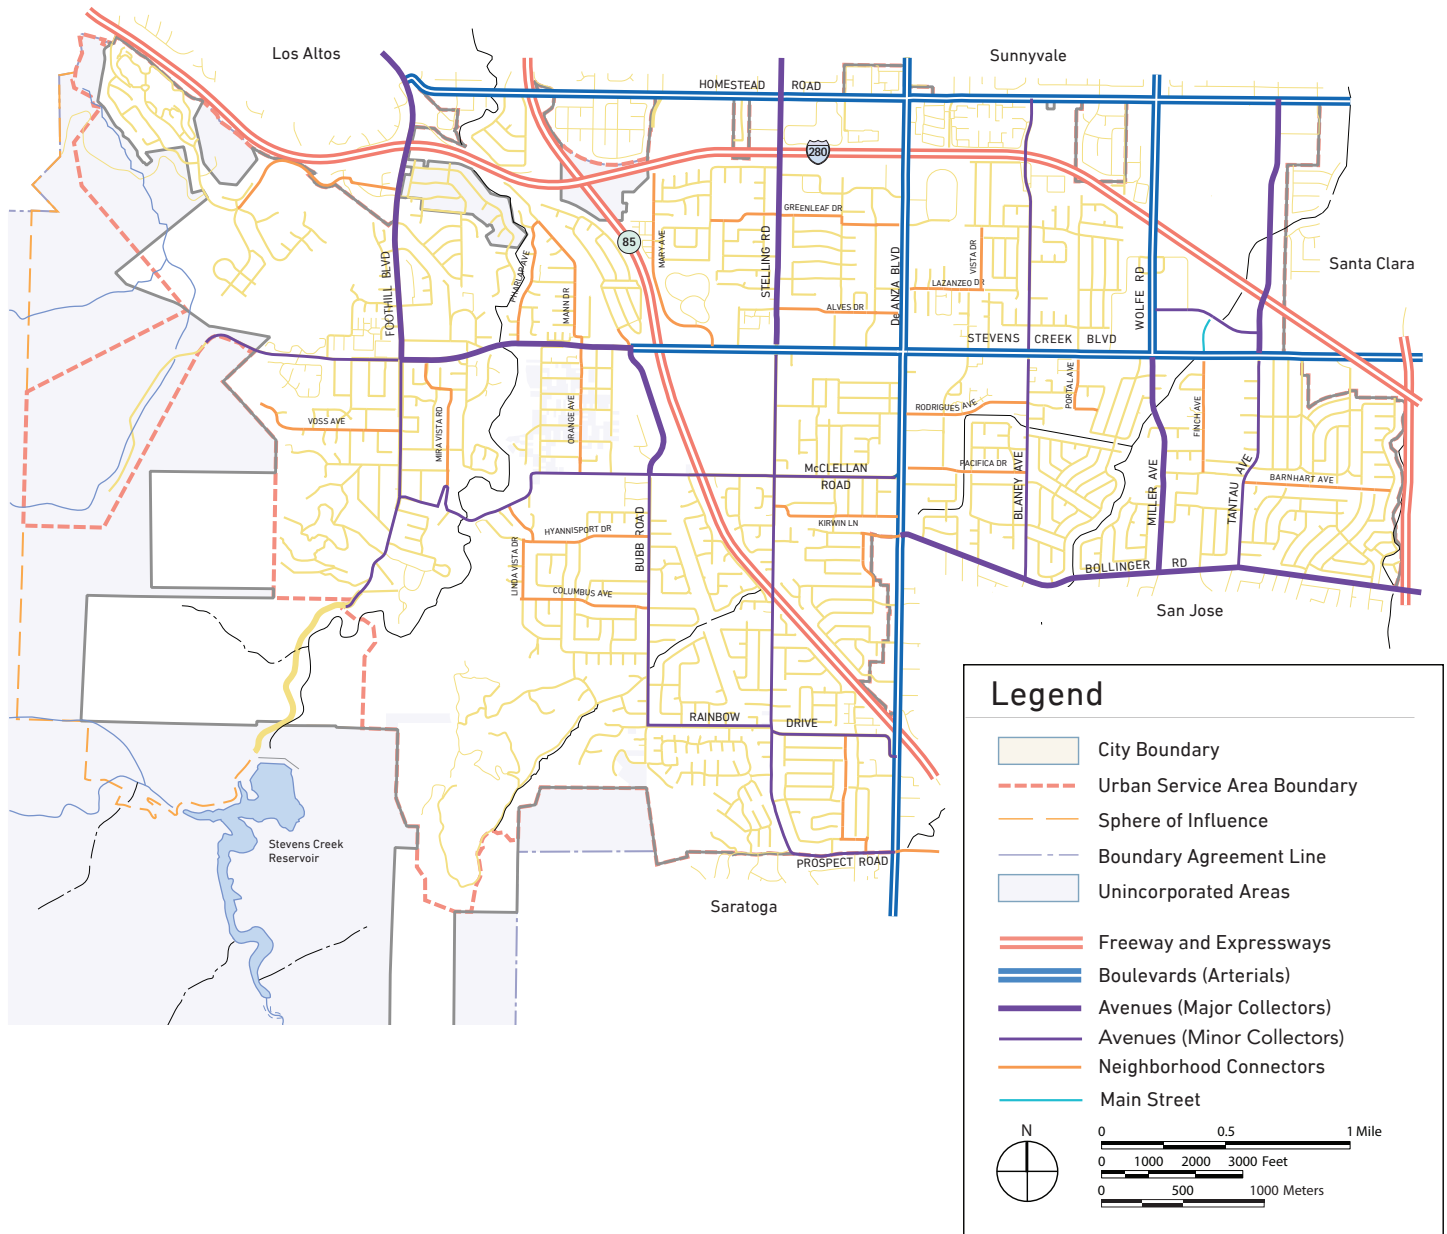 Los Altos
Sunnyvale
HOMESTEAD ROAD
280
GREENLEAF DR
85
MARY AVE
STELLING RD
De ANZA BLVD
VISTA DR
LAZANZEO DR
WOLFE RD
Santa Clara
FOOTHILL BLVD
PHARLAP AVE
MANN DR
ALVES DR
STEVENS CREEK BLVD
PORTAL AVE
RODRIGUES AVE
FINCH AVE
VOSS AVE
MIRA VISTA RD
ORANGE AVE
McCLELLAN
ROAD
PACIFICA DR
BLANEY AVE
MILLER AVE
TANTAU AVE
BARNHART AVE
KIRWIN LN
HYANNISPORT DR
BUBB ROAD
LINDA VISTA DR
COLUMBUS AVE
BOLLINGER RD
San Jose
RAINBOW DRIVE
Stevens Creek
Reservoir
PROSPECT ROAD
Saratoga
Legend
City Boundary
Urban Service Area Boundary
Sphere of Influence
Boundary Agreement Line
Unincorporated Areas
Freeway and Expressways
Boulevards (Arterials)
Avenues (Major Collectors)
Avenues (Minor Collectors)
Neighborhood Connectors
Main Street
N
0 0.5 1 Mile
0 1000 2000 3000 Feet
0 500 1000 Meters